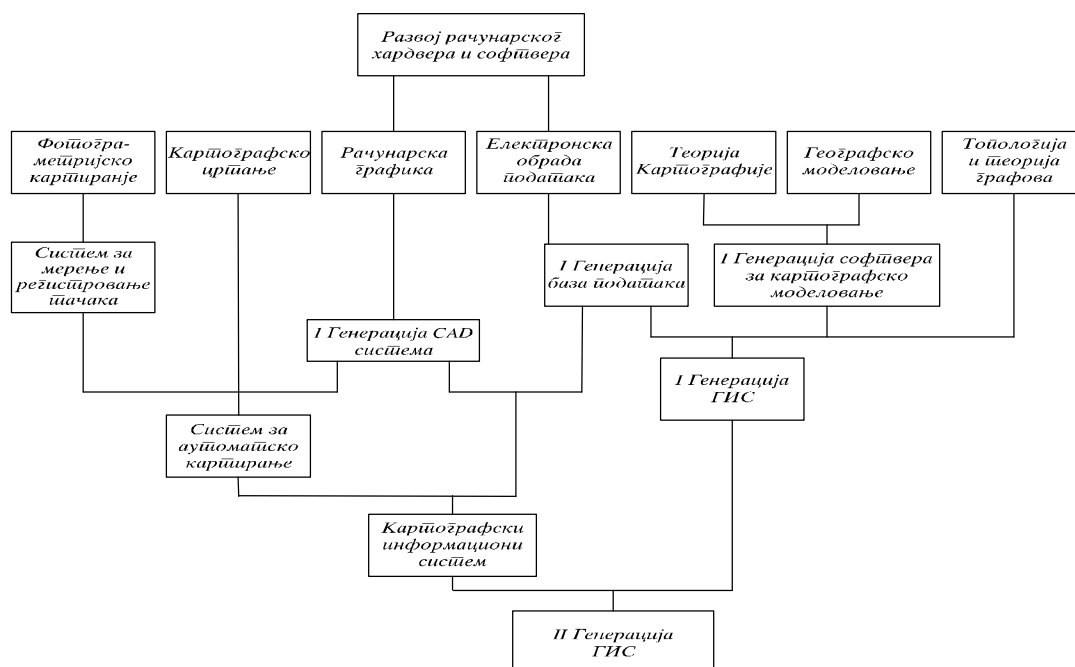 Развој рачунарског
хардвера и софтвера
Фотогра-
метријско
картирање
Картографско
цртање
Рачунарска
графика
Електронска
обрада
података
Теорија
Картографије
Географско
моделовање
Топологија
и теорија
графова
Систем за
мерење и
регистровање
тачака
I Генерација
база података
I Генерација софтвера
за картографско
моделовање
I Генерација CAD
система
I Генерација
ГИС
Систем за
аутоматско
картирање
Картографски
информациони
систем
II Генерација
ГИС